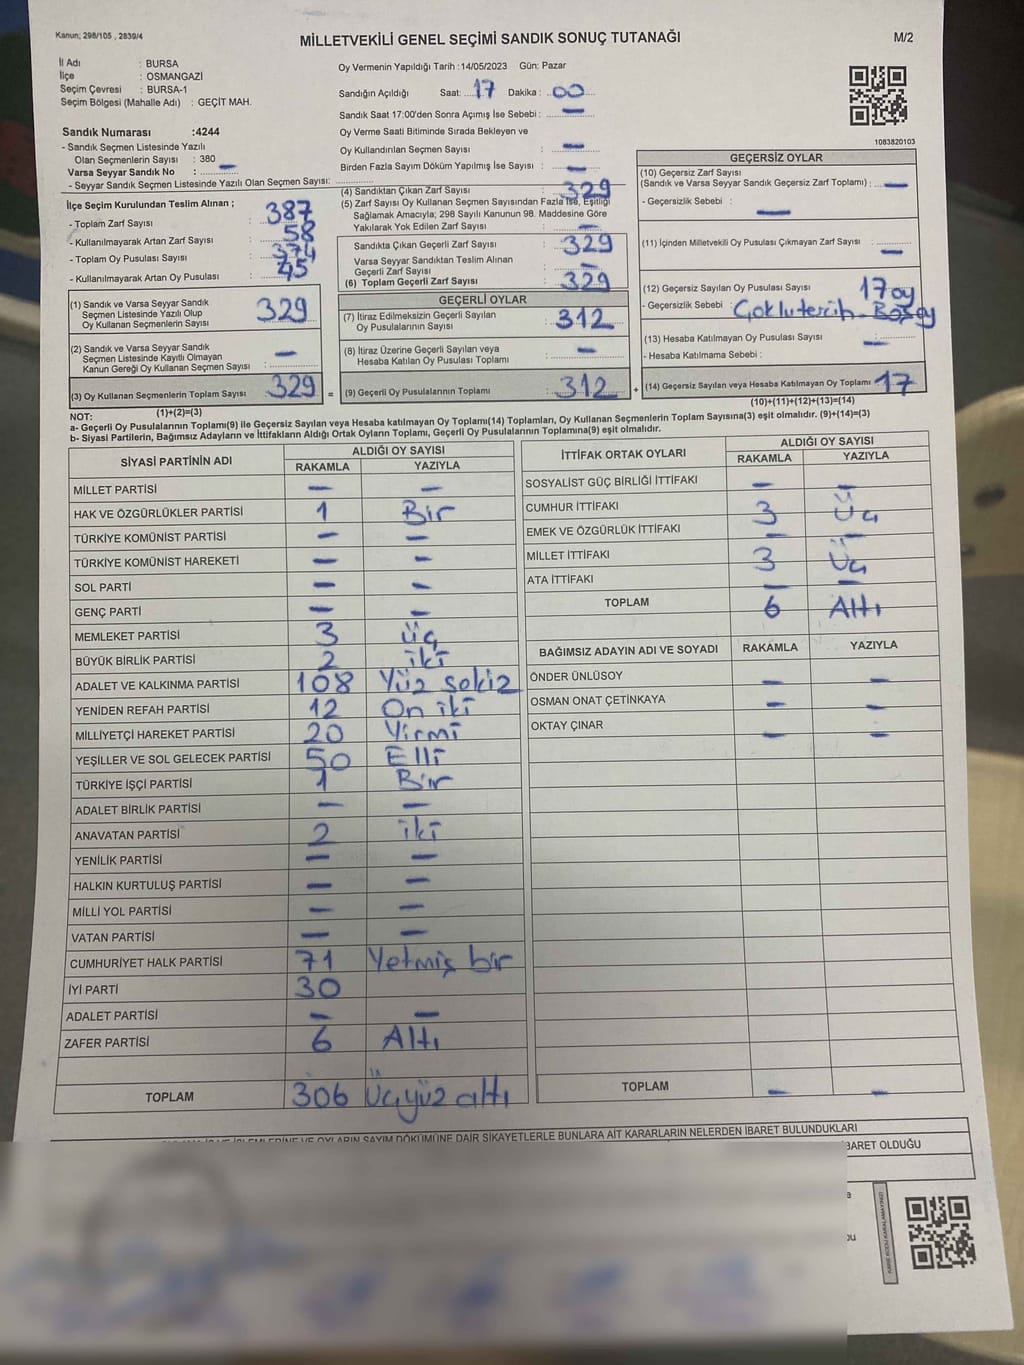 Kanun; 298/105 , 2839/4
MİLLETVEKİLİ GENEL SEÇİMİ SANDIK SONUÇ TUTANAĞI
M/2
İl Adı : BURSA
İlçe : OSMANGAZİ
Seçim Çevresi : BURSA-1
Seçim Bölgesi (Mahalle Adı) : GEÇİT MAH.
Oy Vermenin Yapıldığı Tarih :14/05/2023 Gün: Pazar
Sandığın Açıldığı Saat: 17 Dakika: 00
Sandık Saat 17:00'den Sonra Açımış İse Sebebi : —
Oy Verme Saati Bitiminde Sırada Bekleyen ve
Oy Kullandırılan Seçmen Sayısı : —
Birden Fazla Sayım Döküm Yapılmış İse Sayısı : —
1083820103
Sandık Numarası :4244
- Sandık Seçmen Listesinde Yazılı
Olan Seçmenlerin Sayısı : 380
Varsa Seyyar Sandık No : —
- Seyyar Sandık Seçmen Listesinde Yazılı Olan Seçmen Sayısı:
İlçe Seçim Kurulundan Teslim Alınan ;
- Toplam Zarf Sayısı : 387
- Kullanılmayarak Artan Zarf Sayısı : 58
- Toplam Oy Pusulası Sayısı : 374
- Kullanılmayarak Artan Oy Pusulası : 45
(1) Sandık ve Varsa Seyyar Sandık
Seçmen Listesinde Yazılı Olup
Oy Kullanan Seçmenlerin Sayısı : 329
(2) Sandık ve Varsa Seyyar Sandık
Seçmen Listesinde Kayıtlı Olmayan
Kanun Gereği Oy Kullanan Seçmen Sayısı : —
(3) Oy Kullanan Seçmenlerin Toplam Sayısı : 329 =
(1)+(2)=(3)
(4) Sandıktan Çıkan Zarf Sayısı : 329
(5) Zarf Sayısı Oy Kullanan Seçmen Sayısından Fazla İse, Eşitliği
Sağlamak Amacıyla; 298 Sayılı Kanunun 98. Maddesine Göre
Yakılarak Yok Edilen Zarf Sayısı : —
Sandıkta Çıkan Geçerli Zarf Sayısı : 329
Varsa Seyyar Sandıktan Teslim Alınan
Geçerli Zarf Sayısı : —
(6) Toplam Geçerli Zarf Sayısı : 329
GEÇERLİ OYLAR
(7) İtiraz Edilmeksizin Geçerli Sayılan
Oy Pusulalarının Sayısı : 312
(8) İtiraz Üzerine Geçerli Sayılan veya
Hesaba Katılan Oy Pusulası Toplamı : —
(9) Geçerli Oy Pusulalarının Toplamı : 312 +
GEÇERSİZ OYLAR
(10) Geçersiz Zarf Sayısı
(Sandık ve Varsa Seyyar Sandık Geçersiz Zarf Toplamı) : —
- Geçersizlik Sebebi : —
(11) İçinden Milletvekili Oy Pusulası Çıkmayan Zarf Sayısı : —
(12) Geçersiz Sayılan Oy Pusulası Sayısı : 17 oy
- Geçersizlik Sebebi : Çoklu tercih - Boş oy
(13) Hesaba Katılmayan Oy Pusulası Sayısı : —
- Hesaba Katılmama Sebebi :
(14) Geçersiz Sayılan veya Hesaba Katılmayan Oy Toplamı : 17
(10)+(11)+(12)+(13)=(14)
NOT:
a- Geçerli Oy Pusulalarının Toplamı(9) ile Geçersiz Sayılan veya Hesaba katılmayan Oy Toplamı(14) Toplamları, Oy Kullanan Seçmenlerin Toplam Sayısına(3) eşit olmalıdır. (9)+(14)=(3)
b- Siyasi Partilerin, Bağımsız Adayların ve İttifakların Aldığı Ortak Oyların Toplamı, Geçerli Oy Pusulalarının Toplamına(9) eşit olmalıdır.
SİYASİ PARTİNİN ADI
ALDIĞI OY SAYISI
RAKAMLA YAZIYLA
MİLLET PARTİSİ — —
HAK VE ÖZGÜRLÜKLER PARTİSİ 1 Bir
TÜRKİYE KOMÜNİST PARTİSİ — —
TÜRKİYE KOMÜNİST HAREKETİ — —
SOL PARTİ — —
GENÇ PARTİ — —
MEMLEKET PARTİSİ 3 üç
BÜYÜK BİRLİK PARTİSİ 2 iki
ADALET VE KALKINMA PARTİSİ 108 Yüz sekiz
YENİDEN REFAH PARTİSİ 12 On iki
MİLLİYETÇİ HAREKET PARTİSİ 20 Yirmi
YEŞİLLER VE SOL GELECEK PARTİSİ 50 Elli
TÜRKİYE İŞÇİ PARTİSİ 1 Bir
ADALET BİRLİK PARTİSİ — —
ANAVATAN PARTİSİ 2 iki
YENİLİK PARTİSİ — —
HALKIN KURTULUŞ PARTİSİ — —
MİLLİ YOL PARTİSİ — —
VATAN PARTİSİ — —
CUMHURİYET HALK PARTİSİ 71 Yetmiş bir
İYİ PARTİ 30
ADALET PARTİSİ — —
ZAFER PARTİSİ 6 Altı
TOPLAM 306 Üçyüz altı
İTTİFAK ORTAK OYLARI
ALDIĞI OY SAYISI
RAKAMLA YAZIYLA
SOSYALİST GÜÇ BİRLİĞİ İTTİFAKI — —
CUMHUR İTTİFAKI 3 Üç
EMEK VE ÖZGÜRLÜK İTTİFAKI — —
MİLLET İTTİFAKI 3 Üç
ATA İTTİFAKI — —
TOPLAM 6 Altı
BAĞIMSIZ ADAYIN ADI VE SOYADI RAKAMLA YAZIYLA
ÖNDER ÜNLÜSOY — —
OSMAN ONAT ÇETİNKAYA — —
OKTAY ÇINAR — —
TOPLAM — —
OYLARIN SAYIM DÖKÜMÜNE DAİR ŞİKAYETLERLE BUNLARA AİT KARARLARIN NELERDEN İBARET BULUNDUKLARI
İBARET OLDUĞU